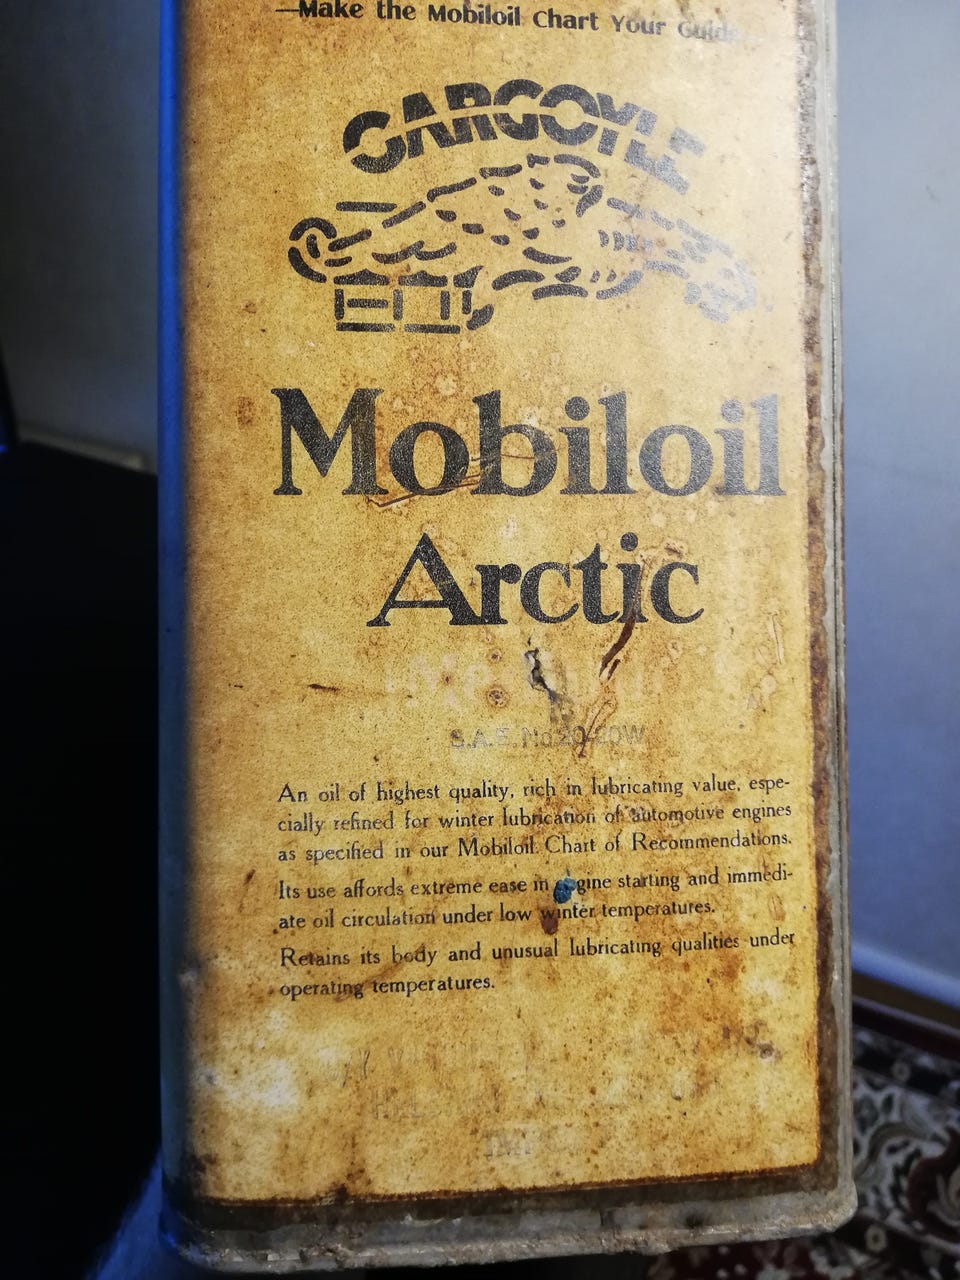 —Make the Mobiloil Chart Your Guide
GARGOYLE
Mobiloil
Arctic
S.A.E. No 20-20W
An oil of highest quality, rich in lubricating value, espe-
cially refined for winter lubrication of automotive engines
as specified in our Mobiloil Chart of Recommendations.
Its use affords extreme ease in engine starting and immedi-
ate oil circulation under low winter temperatures.
Retains its body and unusual lubricating qualities under
operating temperatures.